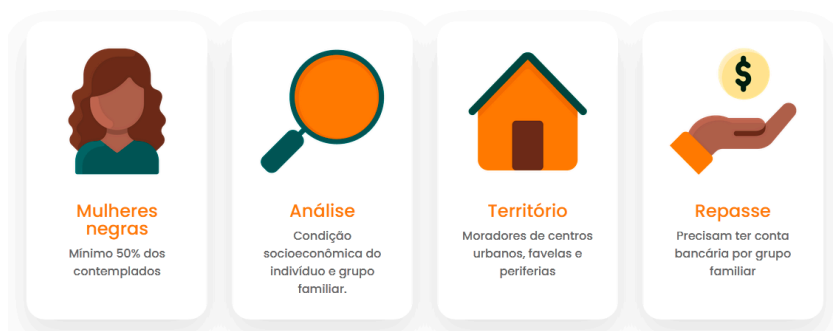 $
Mulheres
negras
Mínimo 50% dos
contemplados
Análise
Condição
socioeconômica do
indivíduo e grupo
familiar.
Território
Moradores de centros
urbanos, favelas e
periferias
Repasse
Precisam ter conta
bancária por grupo
familiar